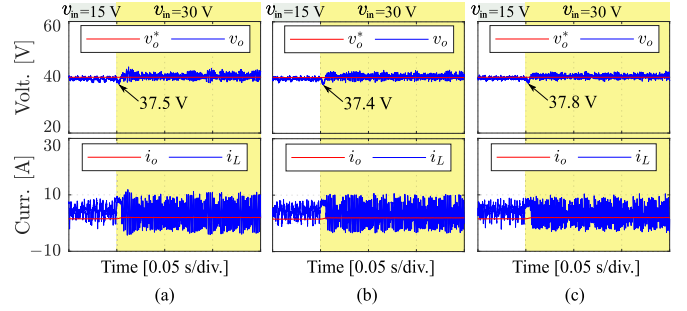 v_in=15 V v_in=30 V v_in=15 V v_in=30 V v_in=15 V v_in=30 V
60
40
20
Volt. [V]
v_o^* v_o
37.5 V
v_o^* v_o
37.4 V
v_o^* v_o
37.8 V
30
10
−10
Curr. [A]
i_o i_L
i_o i_L
i_o i_L
Time [0.05 s/div.] Time [0.05 s/div.] Time [0.05 s/div.]
(a) (b) (c)